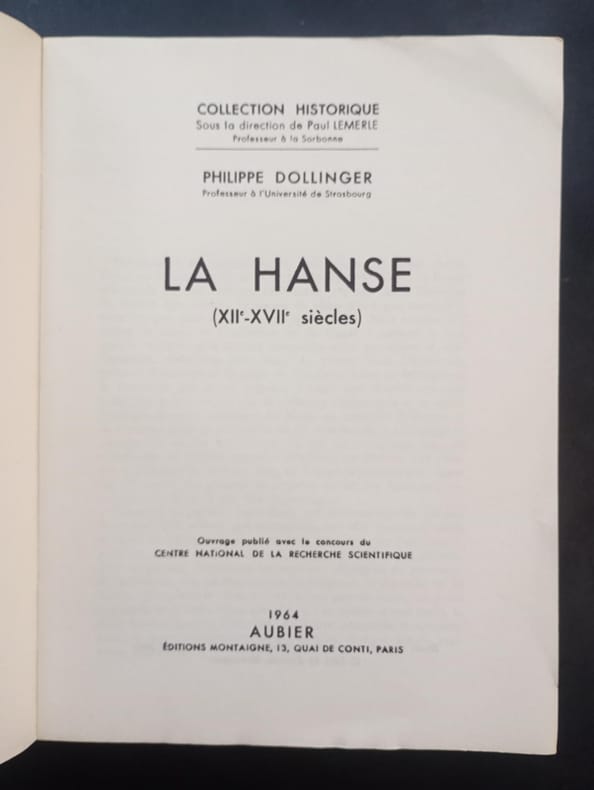 COLLECTION HISTORIQUE
Sous la direction de Paul LEMERLE
Professeur à la Sorbonne
PHILIPPE DOLLINGER
Professeur à l'Université de Strasbourg
LA HANSE
(XIIe-XVIIe siècles)
Ouvrage publié avec le concours du
CENTRE NATIONAL DE LA RECHERCHE SCIENTIFIQUE
1964
AUBIER
ÉDITIONS MONTAIGNE, 13, QUAI DE CONTI, PARIS